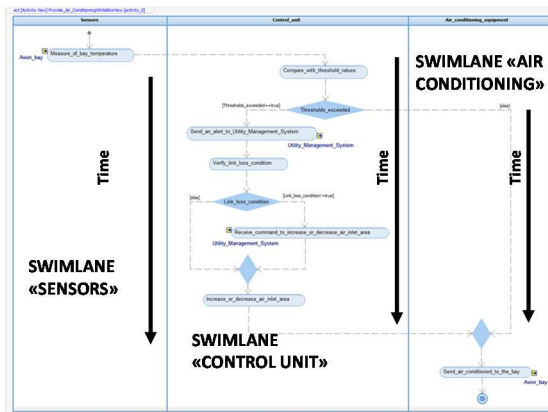 act [Activity View] Provide_Air_ConditioningWhiteBoxView [activity_0]
Sensors
Control_unit
Air_conditioning_equipment
Measure_of_bay_temperature
Avion_bay
Compare_with_threshold_values
SWIMLANE «AIR
CONDITIONING»
[Thresholds_exceeded==true]
Thresholds_exceeded
[else]
Send_an_alert_to_Utility_Management_System
Utility_Management_System
Verify_link_loss_condition
Time
Time
Time
[else]
Link_loss_condition
[Link_loss_condition!=true]
Receive_command_to_increase_or_decrease_air_inlet_area
Utility_Management_System
SWIMLANE
«SENSORS»
Increase_or_decrease_air_inlet_area
SWIMLANE
«CONTROL UNIT»
Send_air_conditioned_to_the_bay
Avion_bay